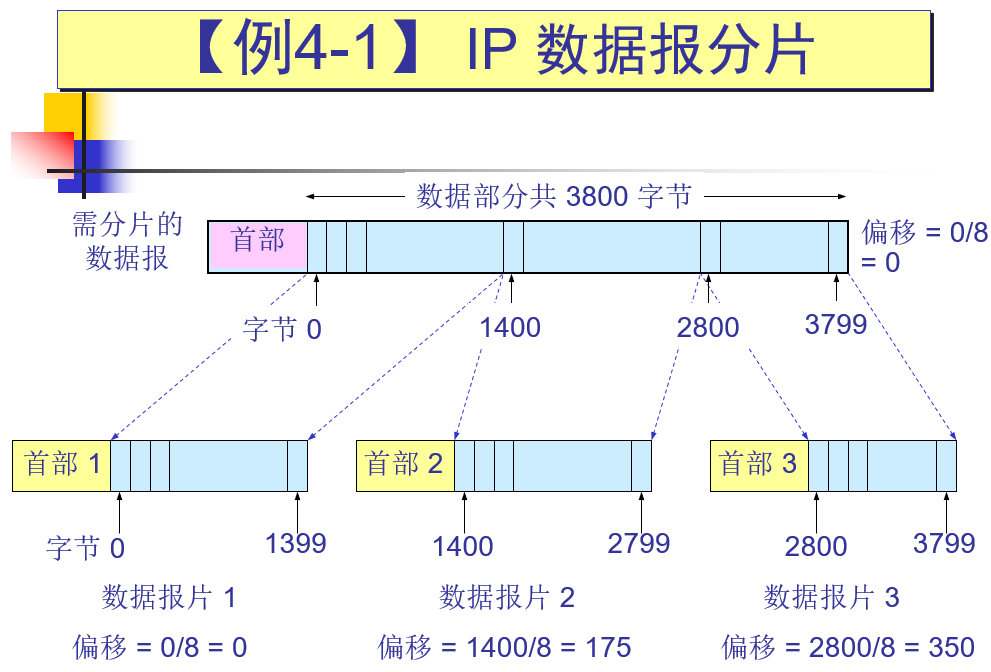 【例4-1】 IP 数据报分片
数据部分共 3800 字节
需分片的
数据报
首部
偏移 = 0/8
= 0
字节 0
1400
2800
3799
首部 1
首部 2
首部 3
字节 0
1399
1400
2799
2800
3799
数据报片 1
数据报片 2
数据报片 3
偏移 = 0/8 = 0
偏移 = 1400/8 = 175
偏移 = 2800/8 = 350